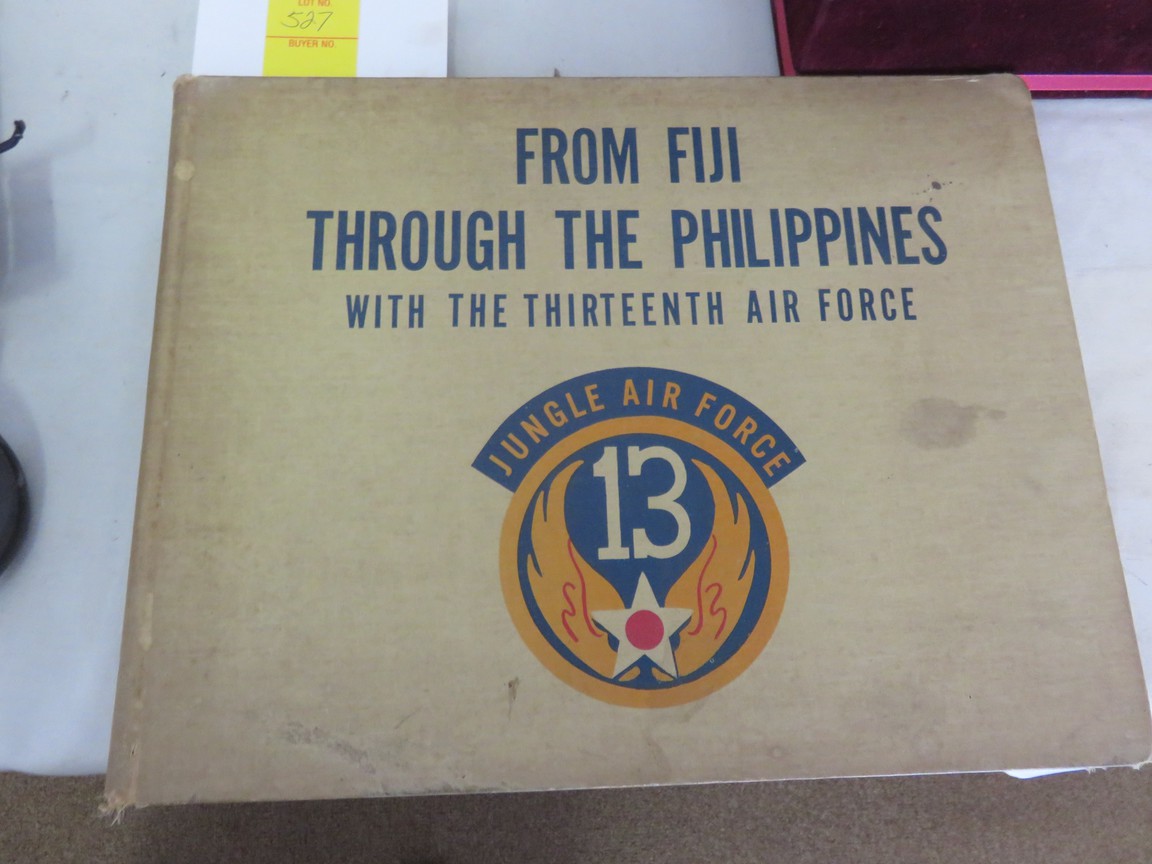 LOT NO.
527
BUYER NO.
FROM FIJI
THROUGH THE PHILIPPINES
WITH THE THIRTEENTH AIR FORCE
JUNGLE AIR FORCE
13